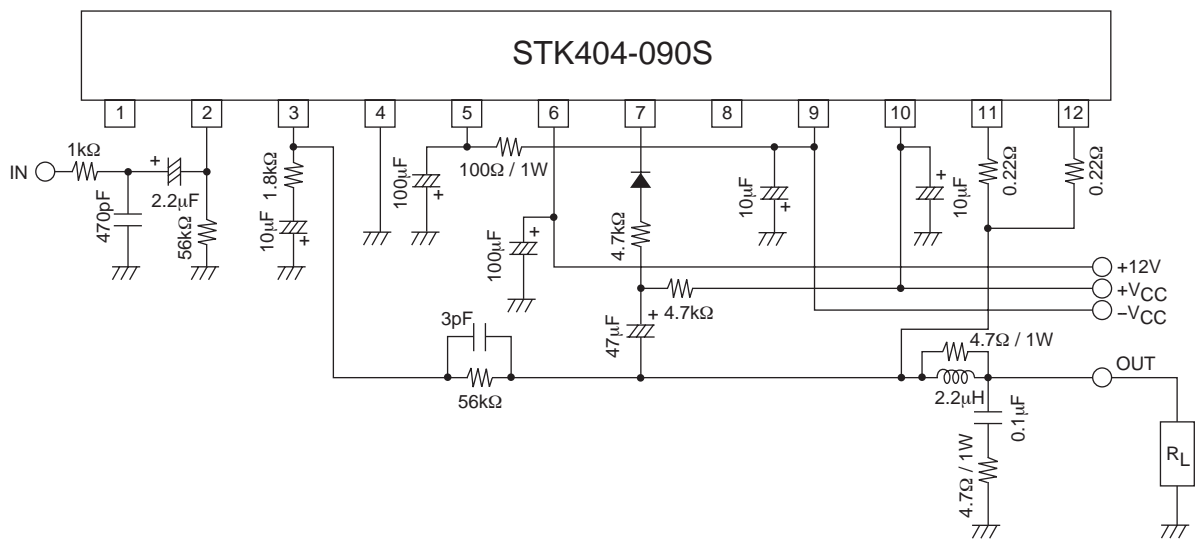 STK404-090S
1 2 3 4 5 6 7 8 9 10 11 12
IN
1kΩ
470pF
+
2.2µF
56kΩ
1.8kΩ
10µF
+
100µF
+
100Ω / 1W
100µF
+
4.7kΩ
4.7kΩ
47µF
+
10µF
+
10µF
+
0.22Ω
0.22Ω
+12V
+VCC
−VCC
3pF
56kΩ
4.7Ω / 1W
2.2µH
OUT
0.1µF
4.7Ω / 1W
RL